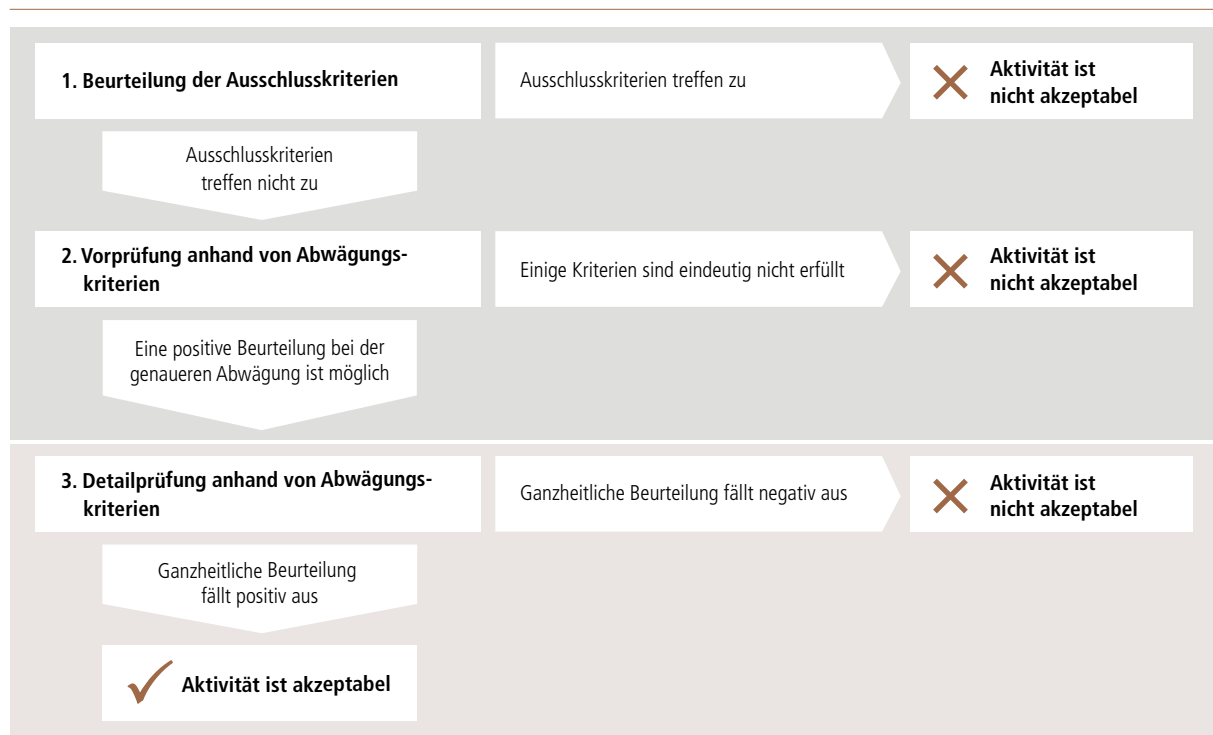 1. Beurteilung der Ausschlusskriterien
Ausschlusskriterien treffen zu
Aktivität ist
nicht akzeptabel
Ausschlusskriterien
treffen nicht zu
2. Vorprüfung anhand von Abwägungs-
kriterien
Einige Kriterien sind eindeutig nicht erfüllt
Aktivität ist
nicht akzeptabel
Eine positive Beurteilung bei der
genaueren Abwägung ist möglich
3. Detailprüfung anhand von Abwägungs-
kriterien
Ganzheitliche Beurteilung fällt negativ aus
Aktivität ist
nicht akzeptabel
Ganzheitliche Beurteilung
fällt positiv aus
Aktivität ist akzeptabel